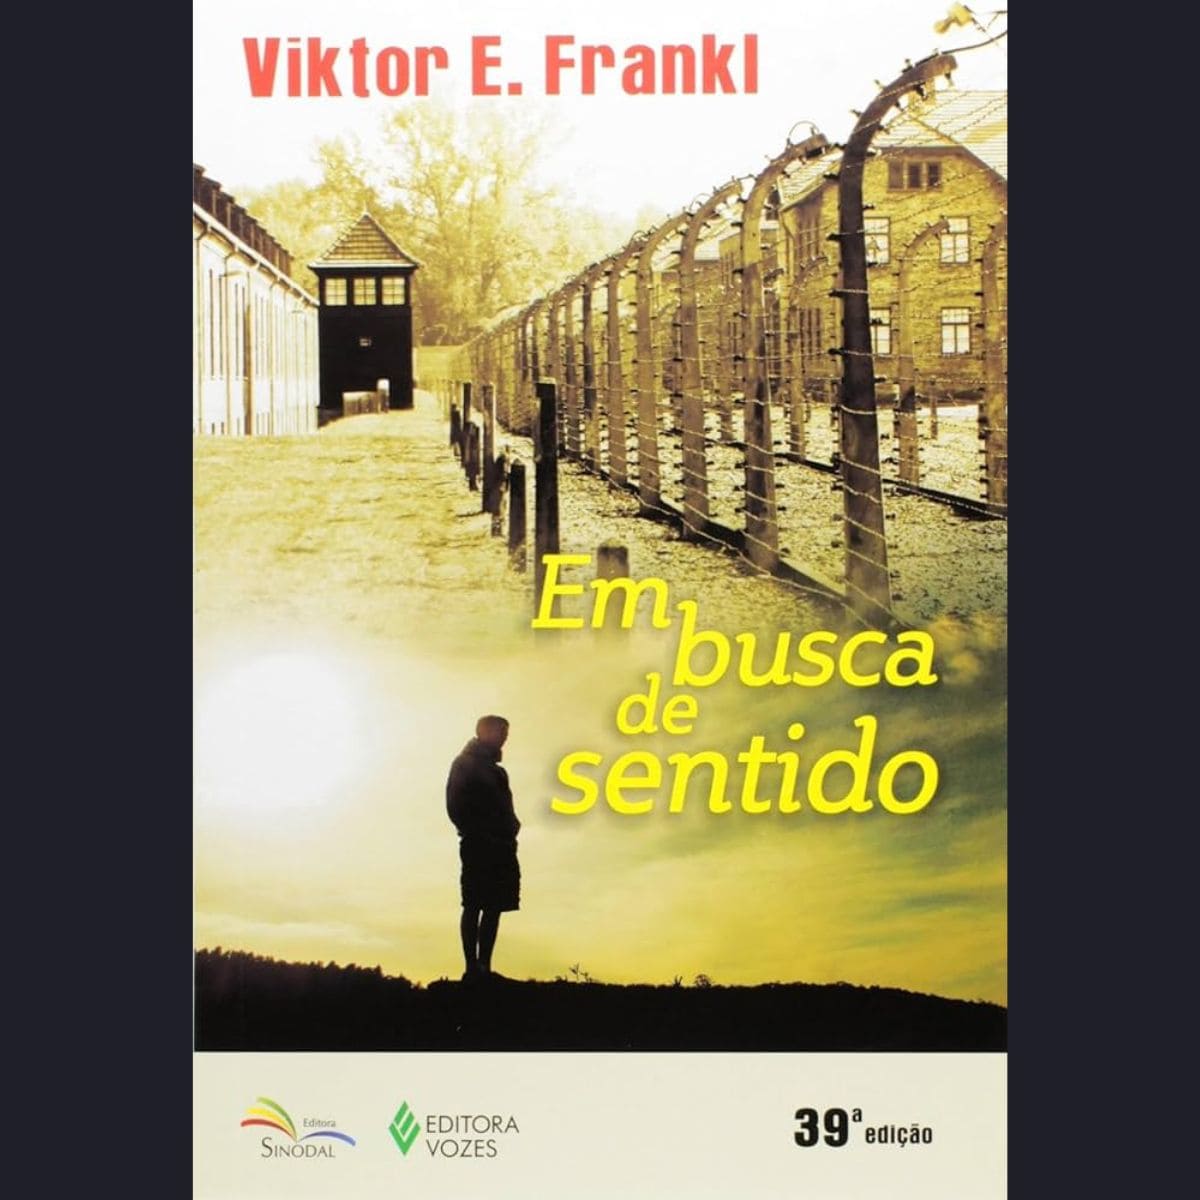 Viktor E. Frankl
Em
busca
de
sentido
Editora
SINODAL
EDITORA
VOZES
39ª edição